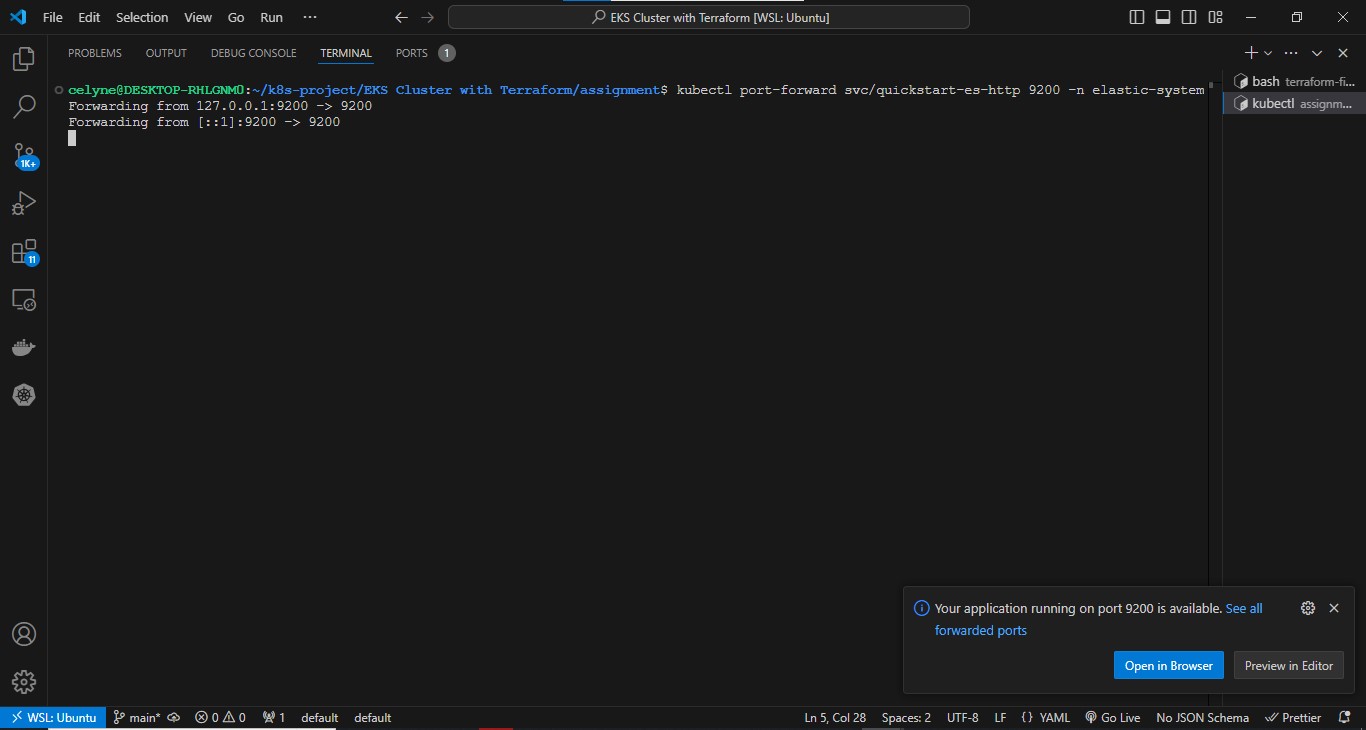 File Edit Selection View Go Run ···
EKS Cluster with Terraform [WSL: Ubuntu]
PROBLEMS OUTPUT DEBUG CONSOLE TERMINAL PORTS 1
celyne@DESKTOP-RHLGNM0:~/k8s-project/EKS Cluster with Terraform/assignment$ kubectl port-forward svc/quickstart-es-http 9200 -n elastic-system
Forwarding from 127.0.0.1:9200 -> 9200
Forwarding from [::1]:9200 -> 9200
bash terraform-fi...
kubectl assignm...
1K+
11
Your application running on port 9200 is available. See all
forwarded ports
Open in Browser Preview in Editor
WSL: Ubuntu main* 0 0 1 default default Ln 5, Col 28 Spaces: 2 UTF-8 LF {} YAML Go Live No JSON Schema Prettier